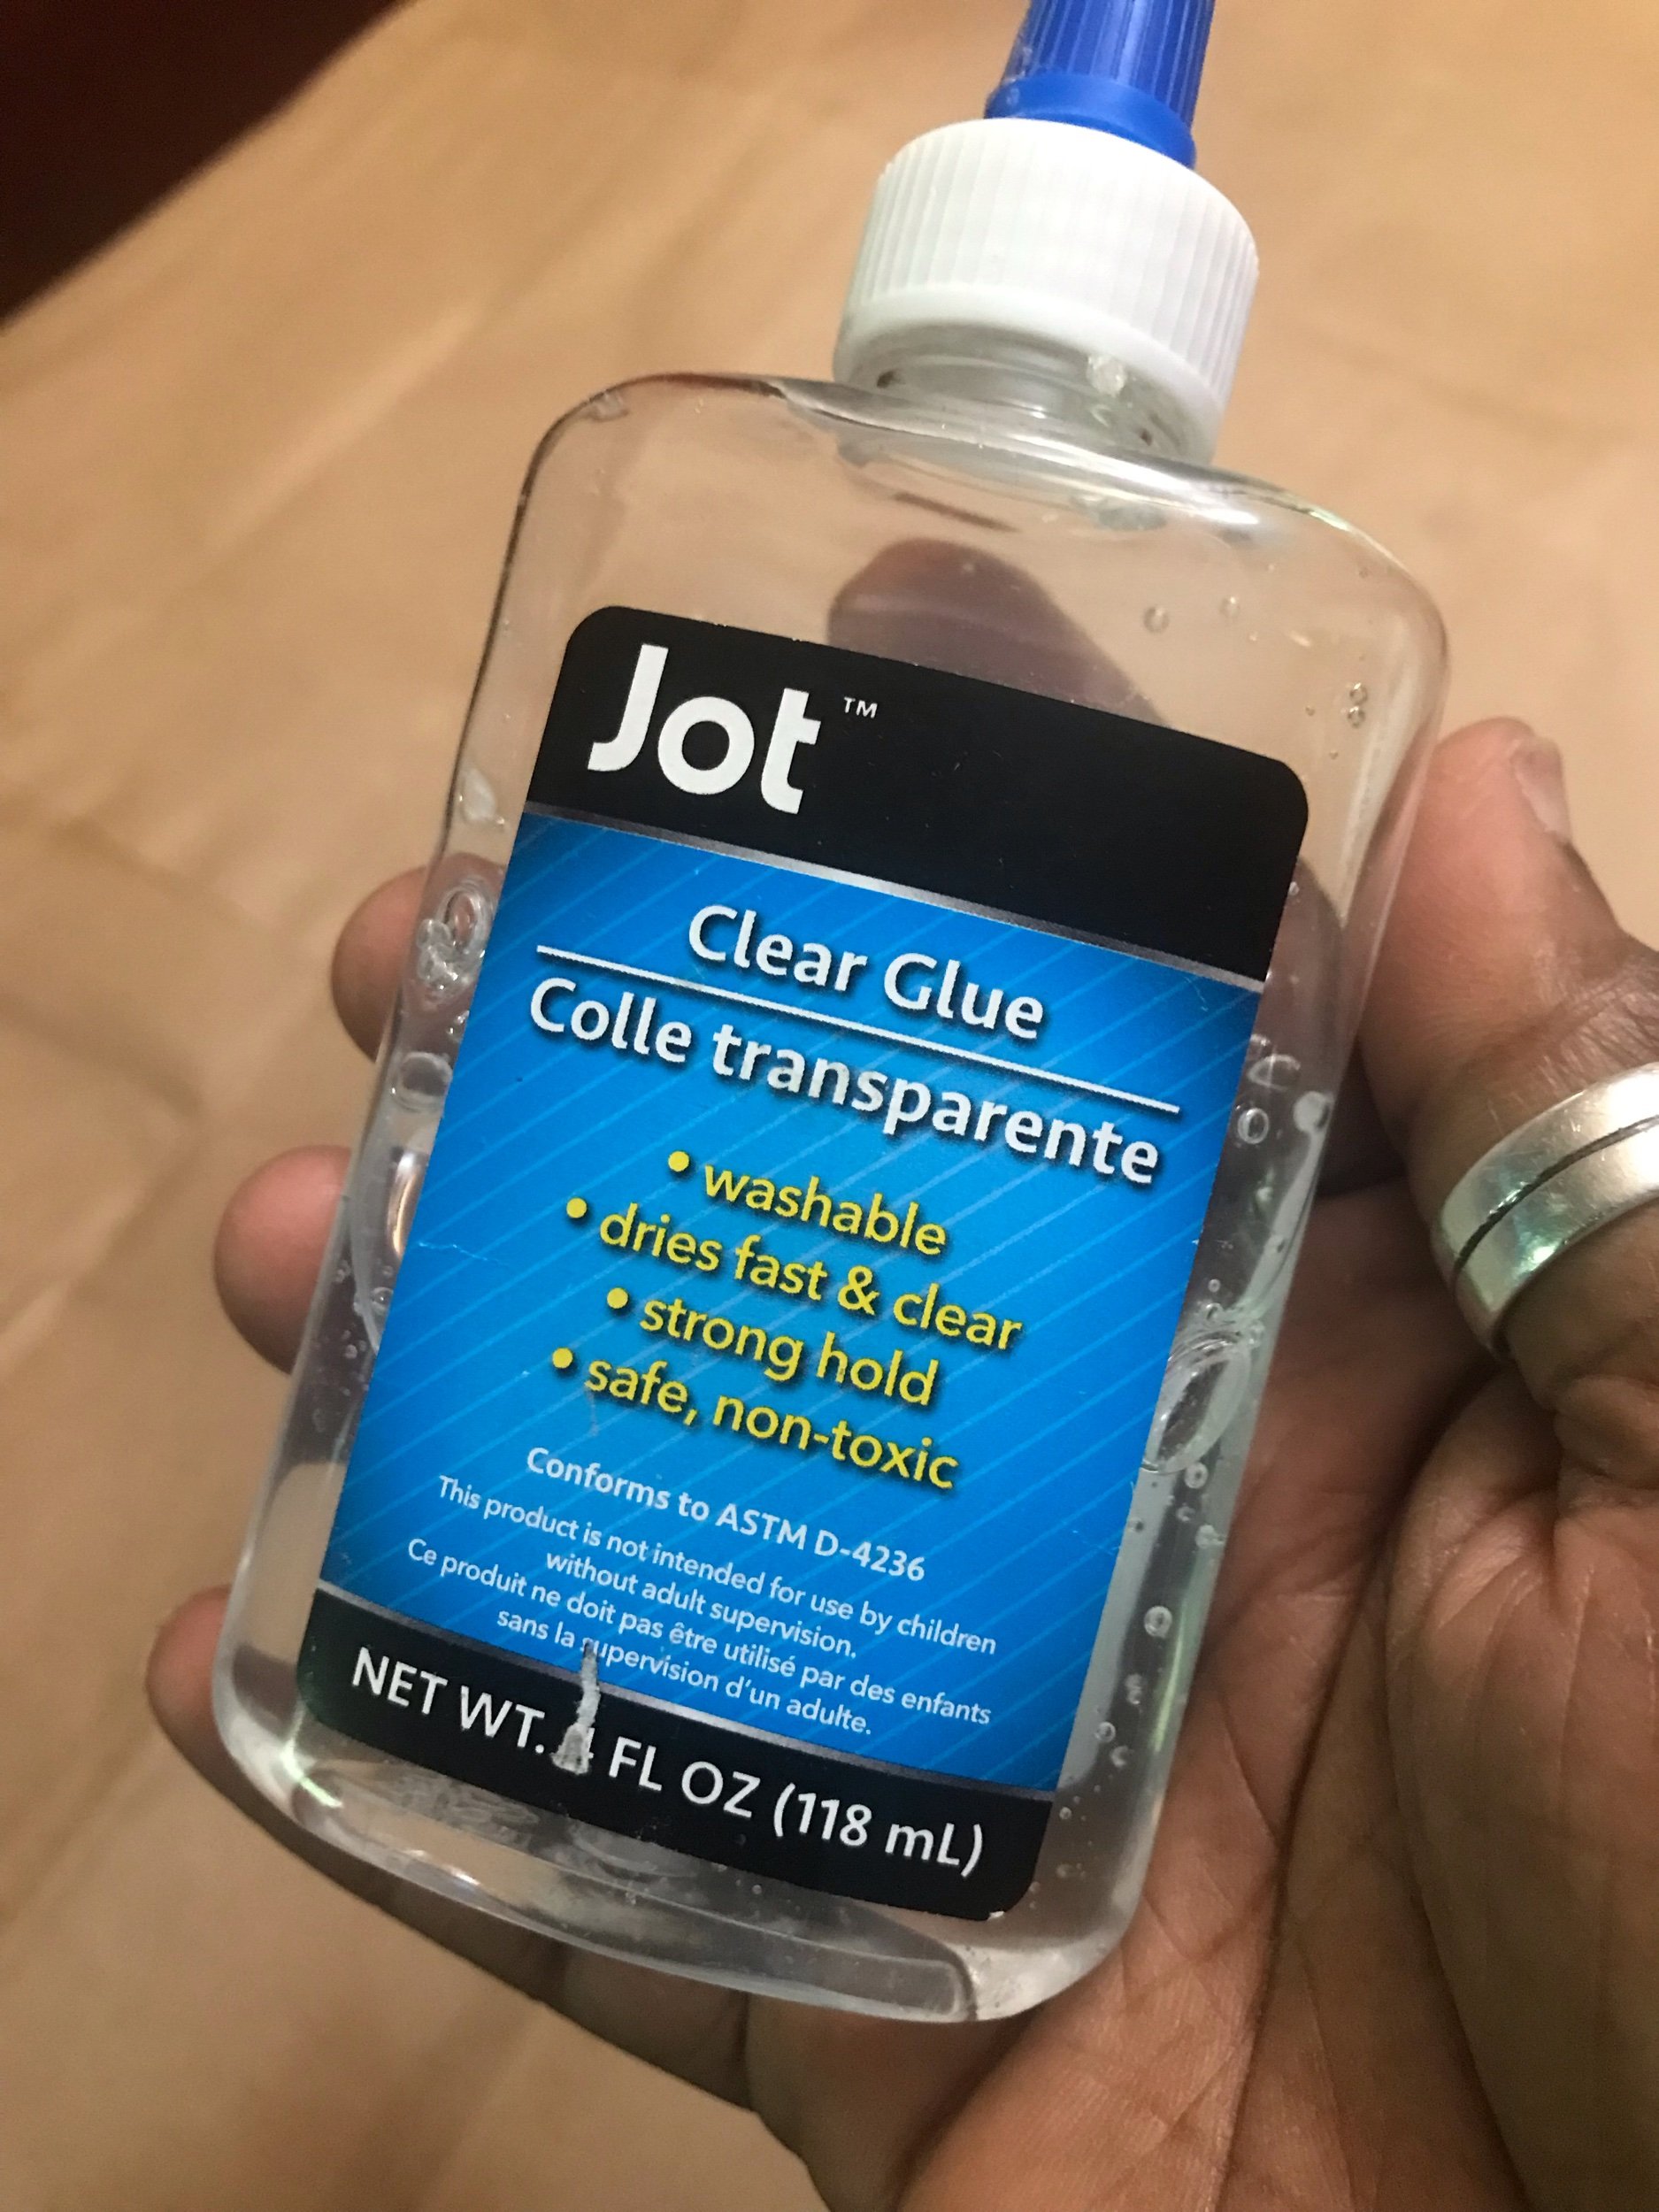 Jot™
Clear Glue
Colle transparente
• washable
• dries fast & clear
• strong hold
• safe, non-toxic
Conforms to ASTM D-4236
This product is not intended for use by children
without adult supervision.
Ce produit ne doit pas être utilisé par des enfants
sans la supervision d'un adulte.
NET WT. 4 FL OZ (118 mL)